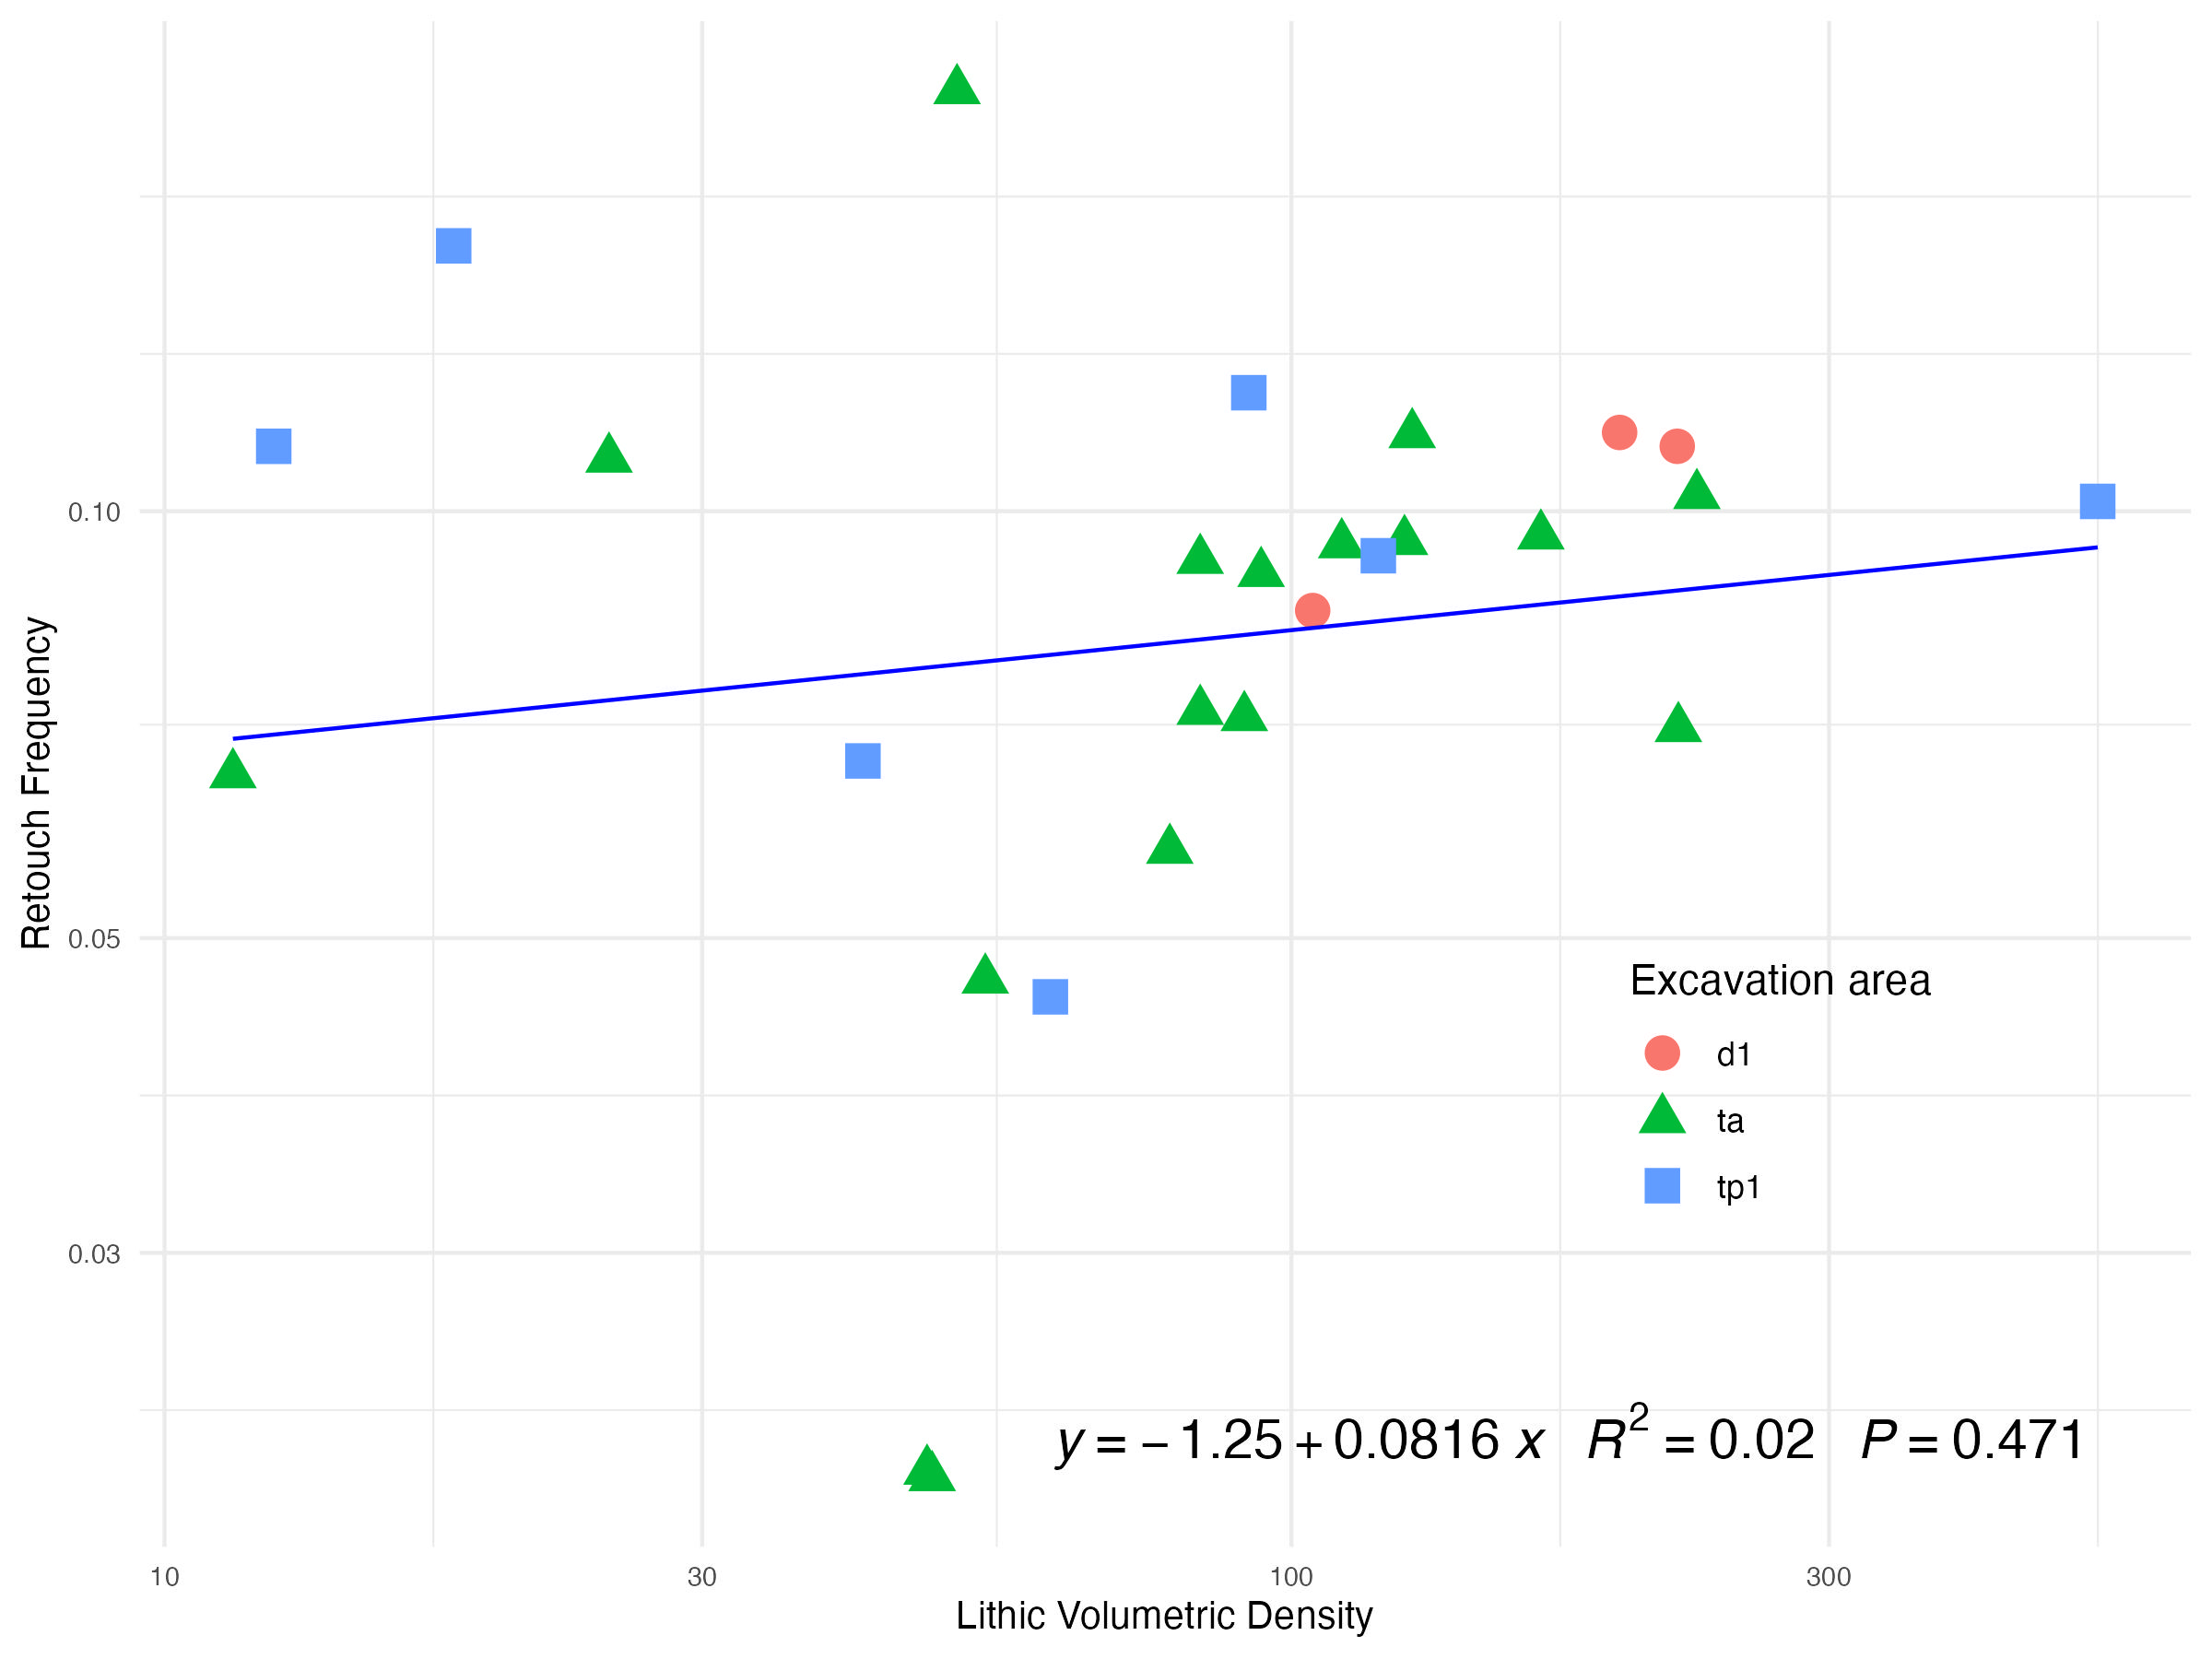 Retouch Frequency
0.10
0.05
0.03
Excavation area
d1
ta
tp1
y = − 1.25 + 0.0816 x R² = 0.02 P = 0.471
10 30 100 300
Lithic Volumetric Density